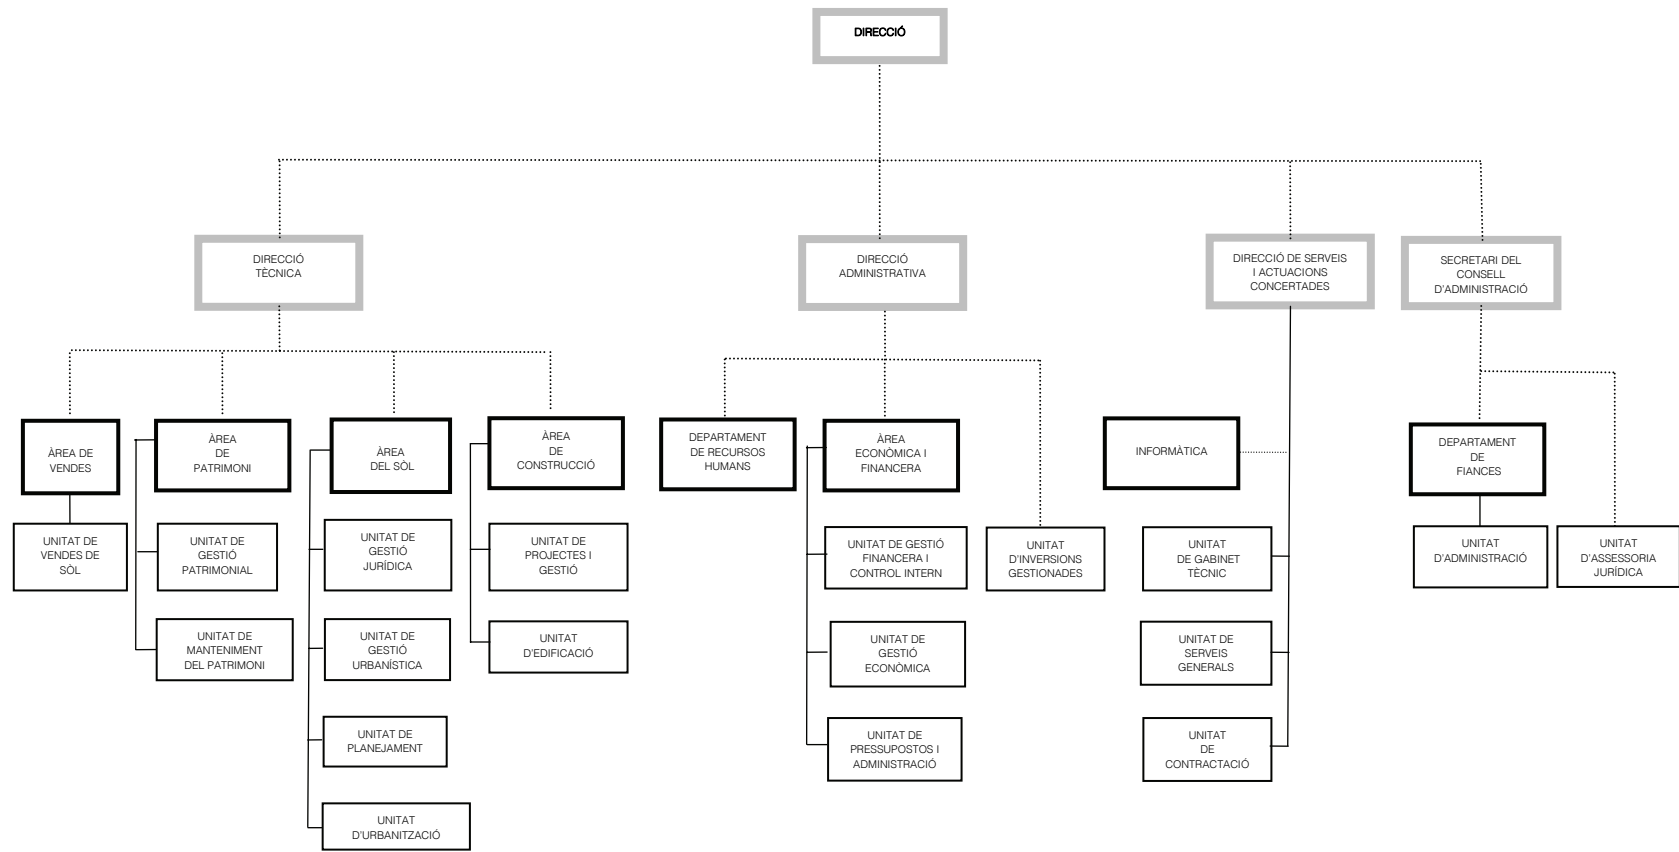 DIRECCIÓ
DIRECCIÓ
TÈCNICA
DIRECCIÓ
ADMINISTRATIVA
DIRECCIÓ DE SERVEIS
I ACTUACIONS
CONCERTADES
SECRETARI DEL
CONSELL
D'ADMINISTRACIÓ
ÀREA DE
VENDES
ÀREA
DE
PATRIMONI
ÀREA
DEL SÒL
ÀREA
DE
CONSTRUCCIÓ
DEPARTAMENT
DE RECURSOS
HUMANS
ÀREA
ECONÒMICA I
FINANCERA
INFORMÀTICA
DEPARTAMENT
DE
FIANCES
UNITAT DE
VENDES DE
SÒL
UNITAT DE
GESTIÓ
PATRIMONIAL
UNITAT DE
GESTIÓ
JURÍDICA
UNITAT DE
PROJECTES I
GESTIÓ
UNITAT DE GESTIÓ
FINANCERA I
CONTROL INTERN
UNITAT
D'INVERSIONS
GESTIONADES
UNITAT
DE GABINET
TÈCNIC
UNITAT
D'ADMINISTRACIÓ
UNITAT
D'ASSESSORIA
JURÍDICA
UNITAT DE
MANTENIMENT
DEL PATRIMONI
UNITAT DE
GESTIÓ
URBANÍSTICA
UNITAT
D'EDIFICACIÓ
UNITAT DE
GESTIÓ
ECONÒMICA
UNITAT DE
SERVEIS
GENERALS
UNITAT DE
PLANEJAMENT
UNITAT DE
PRESSUPOSTOS I
ADMINISTRACIÓ
UNITAT
DE
CONTRACTACIÓ
UNITAT
D'URBANITZACIÓ